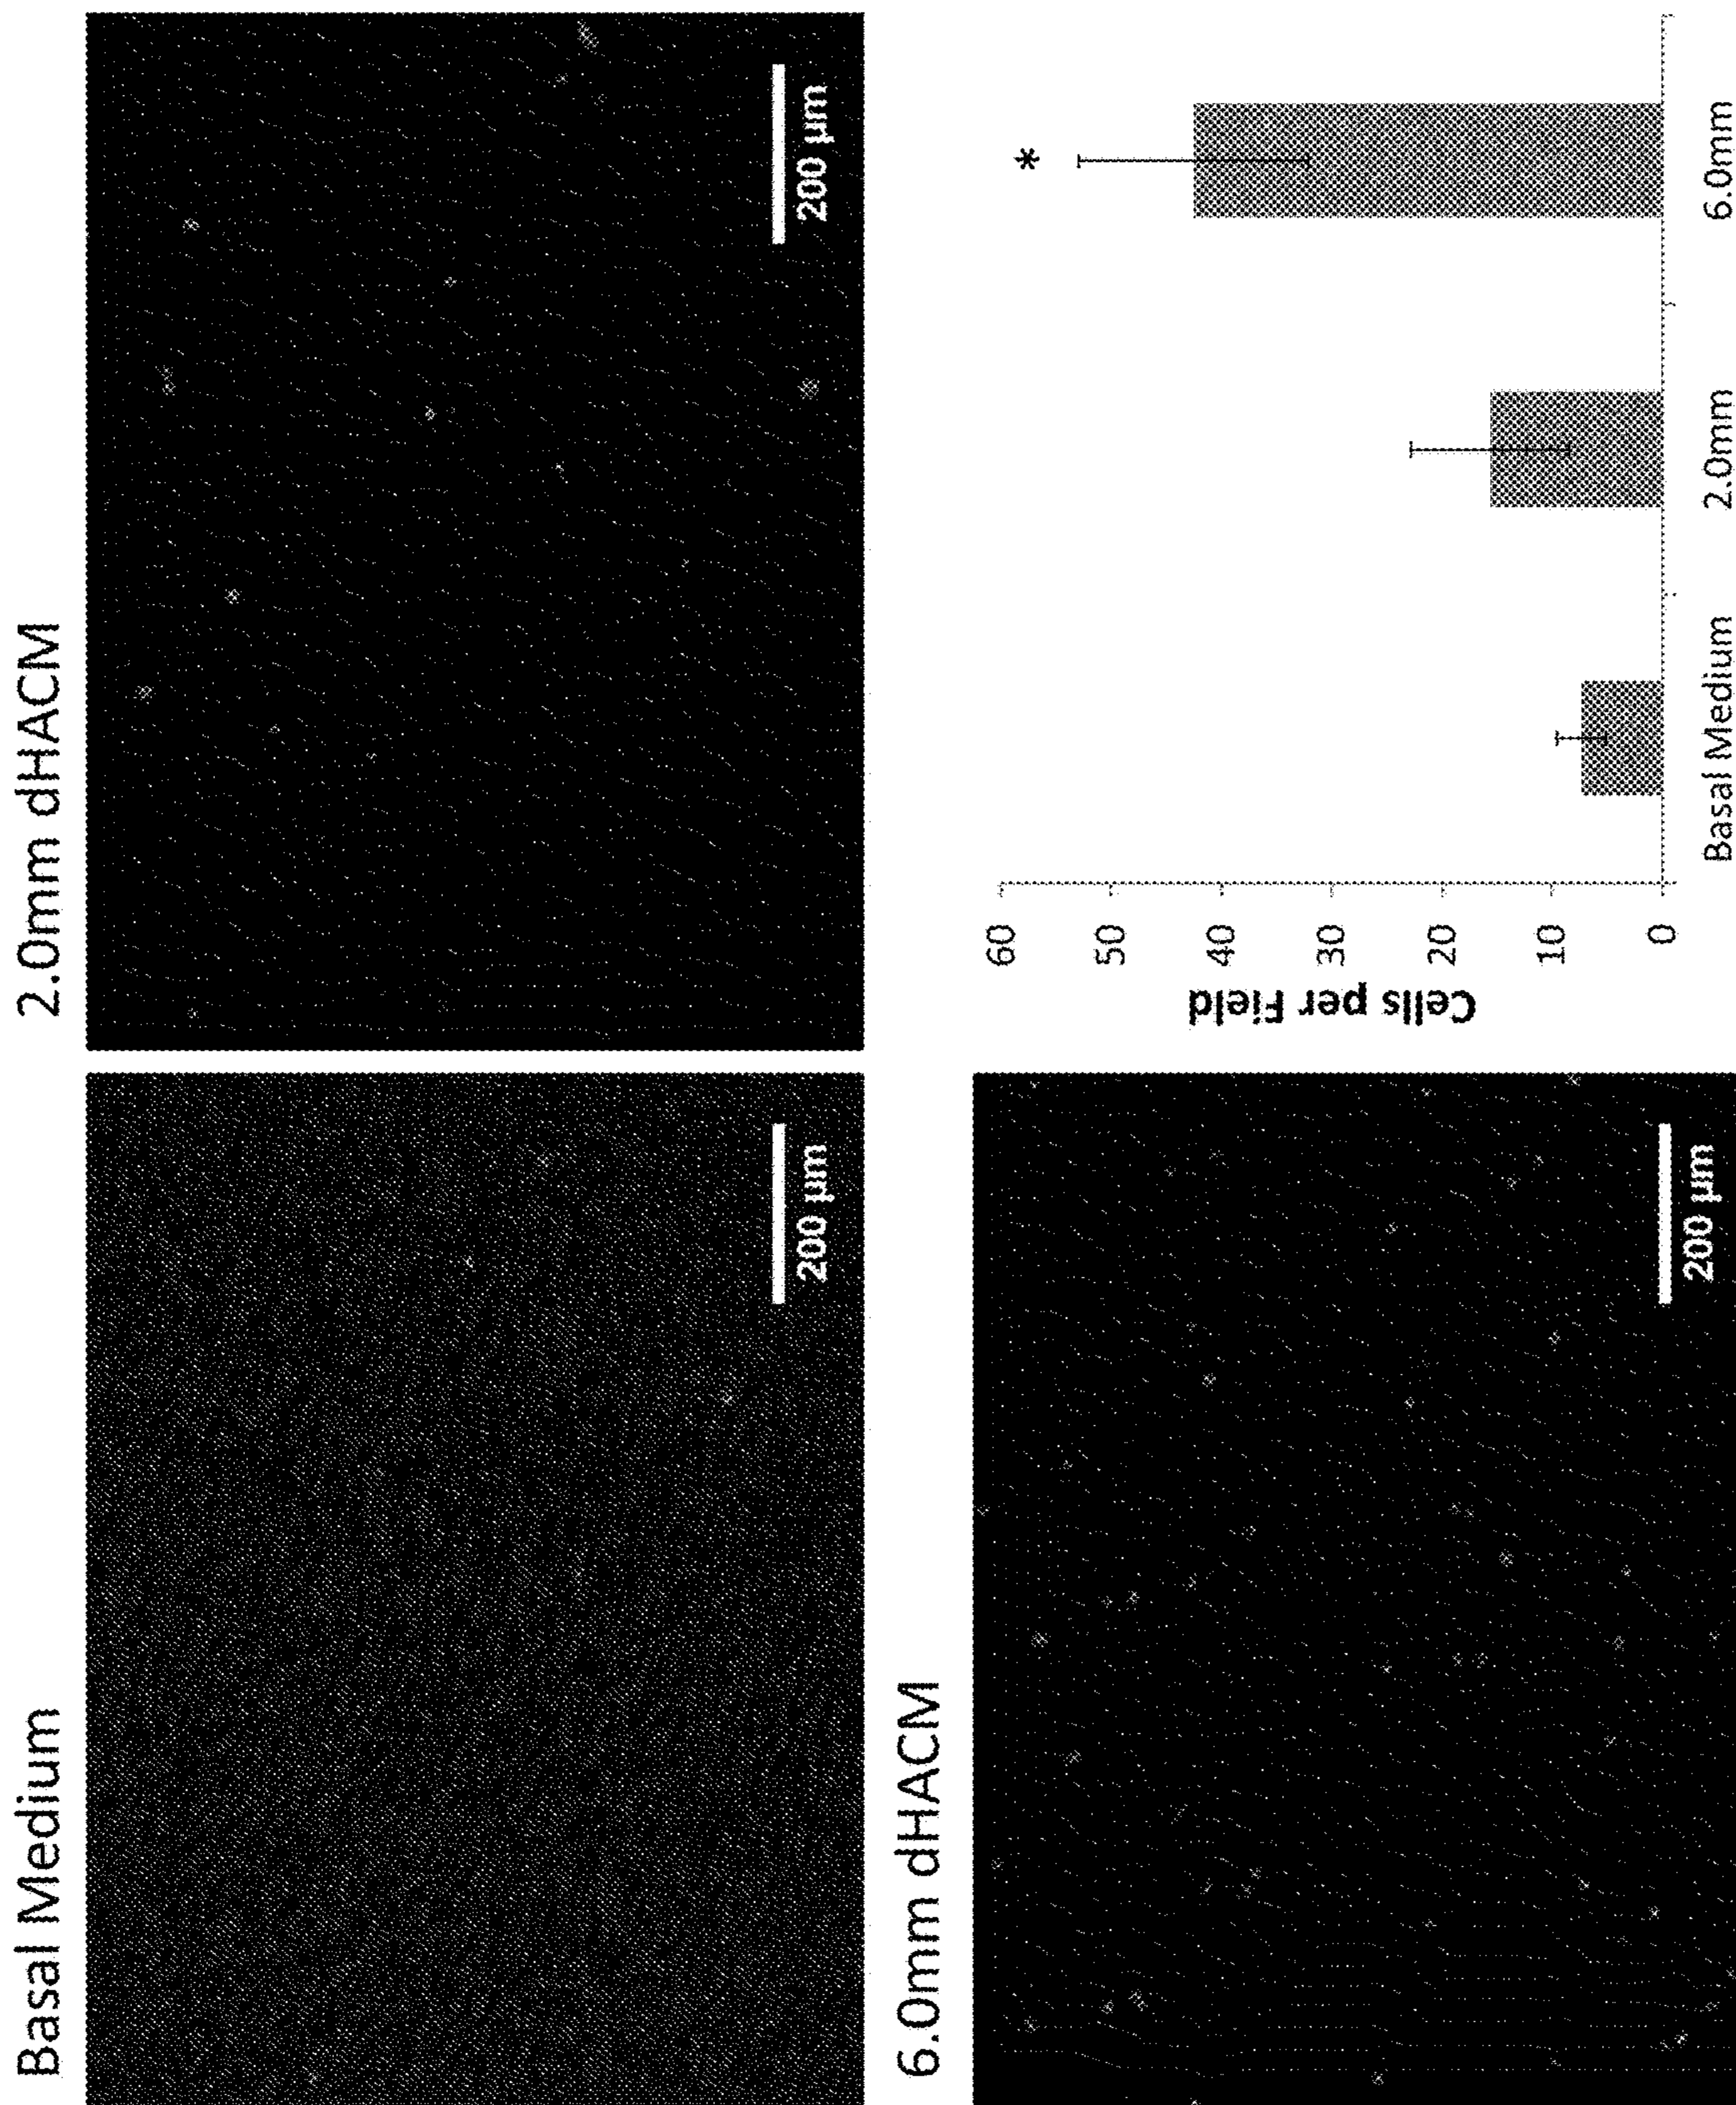 Basal Medium
200 µm
2.0mm dHACM
200 µm
6.0mm dHACM
200 µm
Cells per Field
60
50
40
30
20
10
0
*
Basal Medium
2.0mm
6.0mm